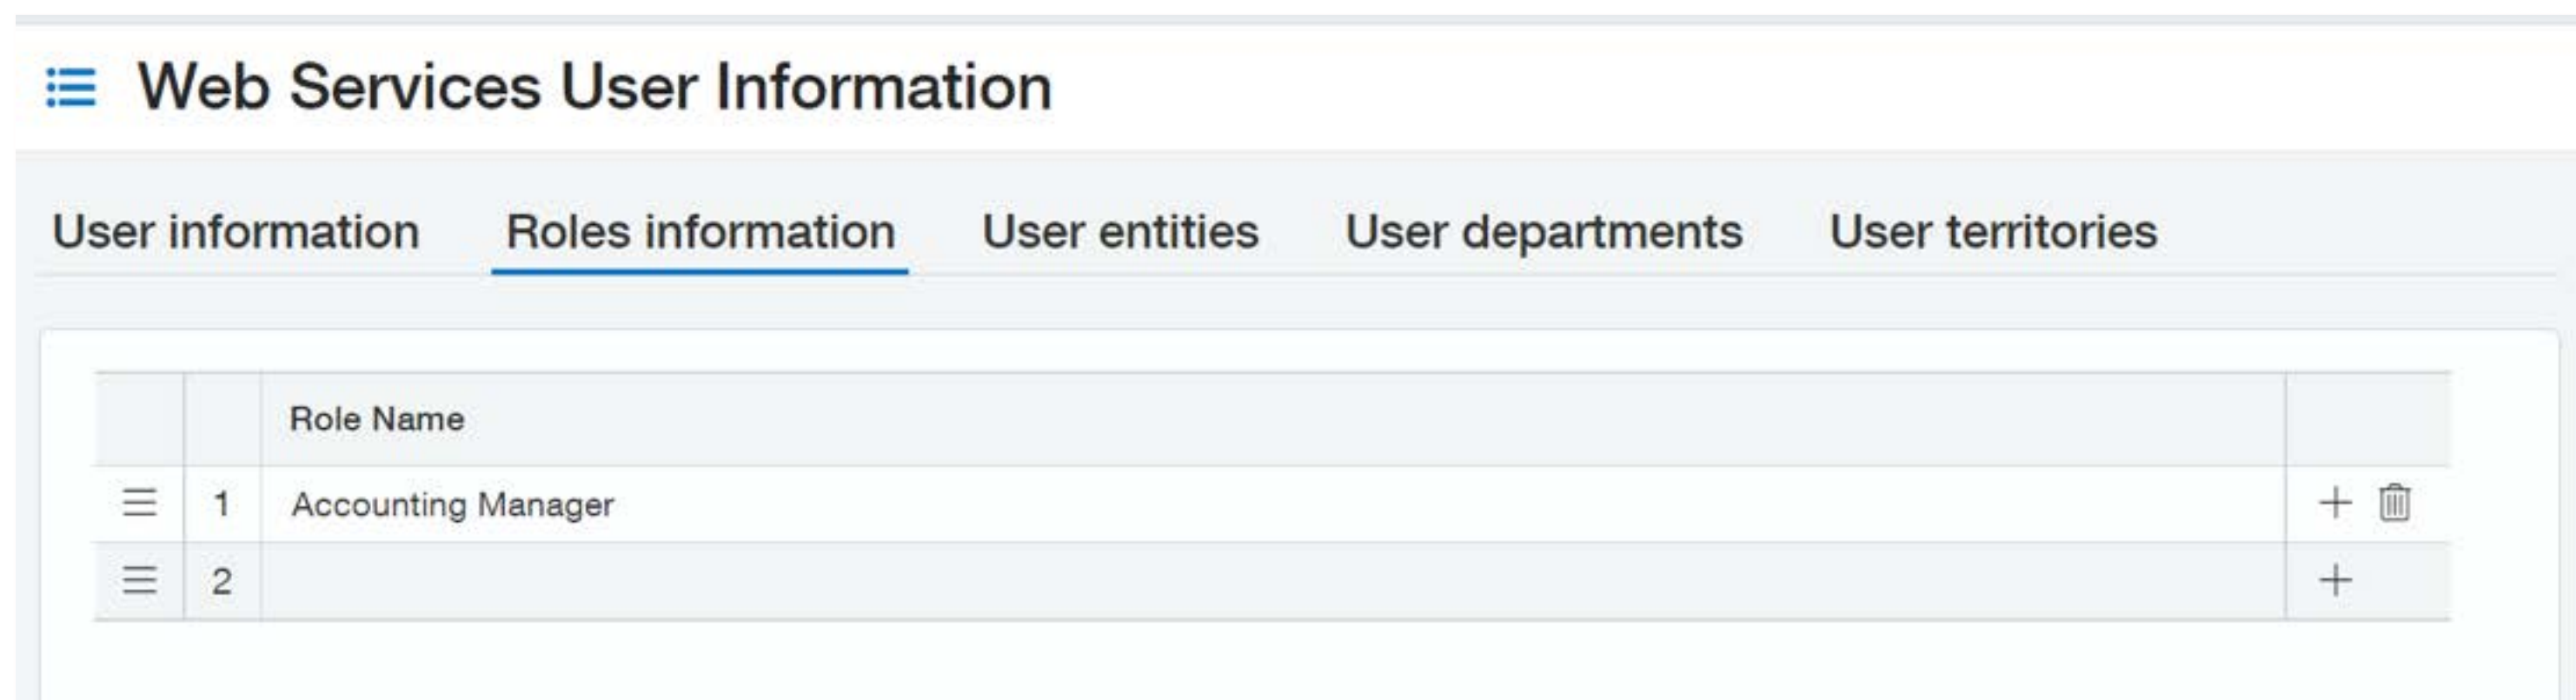 Web Services User Information
User information Roles information User entities User departments User territories
Role Name
1 Accounting Manager
2